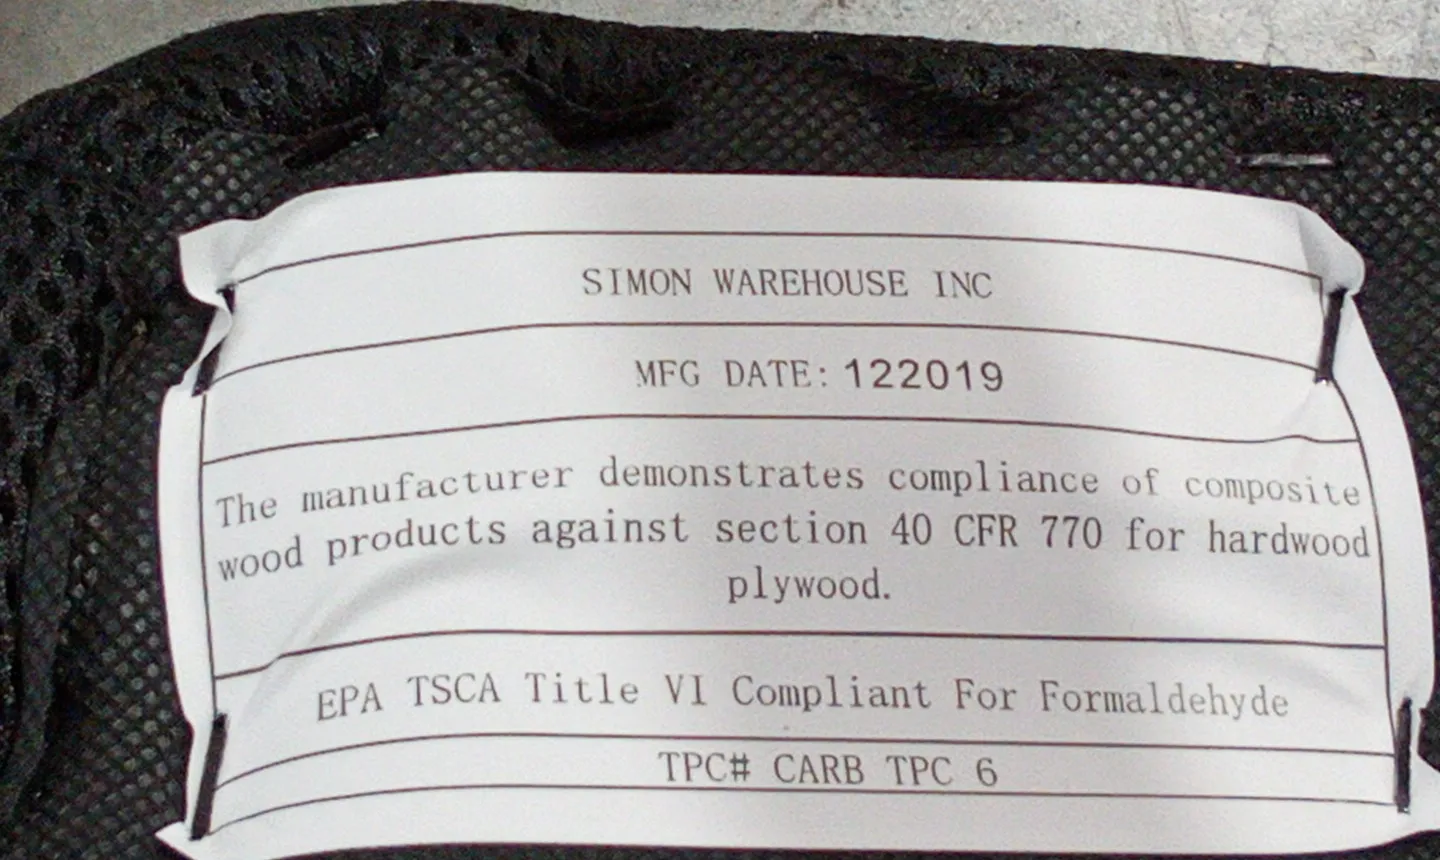 SIMON WAREHOUSE INC
MFG DATE: 122019
The manufacturer demonstrates compliance of composite
wood products against section 40 CFR 770 for hardwood
plywood.
EPA TSCA Title VI Compliant For Formaldehyde
TPC# CARB TPC 6